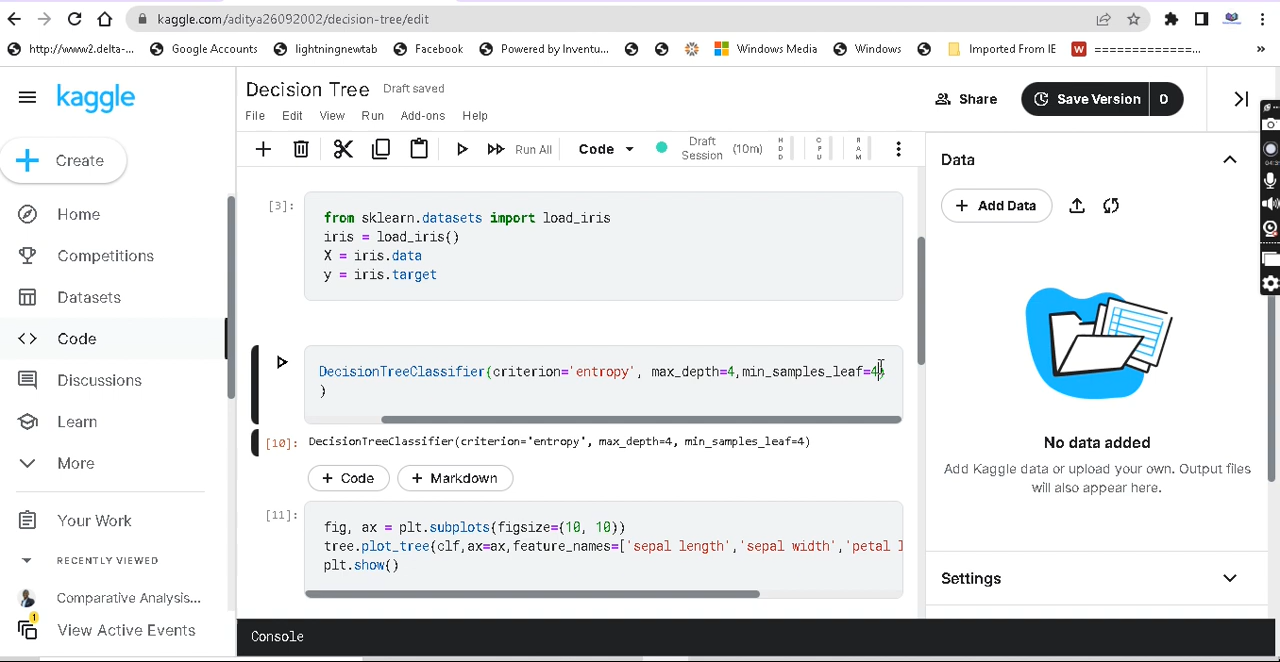 kaggle.com/aditya26092002/decision-tree/edit
http://www2.delta-... Google Accounts lightningnewtab Facebook Powered by Inventu... Windows Media Windows Imported From IE W ==============...
kaggle
Decision Tree Draft saved
File Edit View Run Add-ons Help
Share
Save Version 0
Create
Home
Competitions
Datasets
Code
Discussions
Learn
More
Your Work
RECENTLY VIEWED
Comparative Analysis...
1
View Active Events
Run All Code Draft Session (10m) HDD CPU RAM
[3]:
from sklearn.datasets import load_iris
iris = load_iris()
X = iris.data
y = iris.target
DecisionTreeClassifier(criterion='entropy', max_depth=4,min_samples_leaf=4)
)
[10]: DecisionTreeClassifier(criterion='entropy', max_depth=4, min_samples_leaf=4)
+ Code + Markdown
[11]:
fig, ax = plt.subplots(figsize=(10, 10))
tree.plot_tree(clf,ax=ax,feature_names=['sepal length','sepal width','petal l
plt.show()
Console
Data
+ Add Data
No data added
Add Kaggle data or upload your own. Output files
will also appear here.
Settings